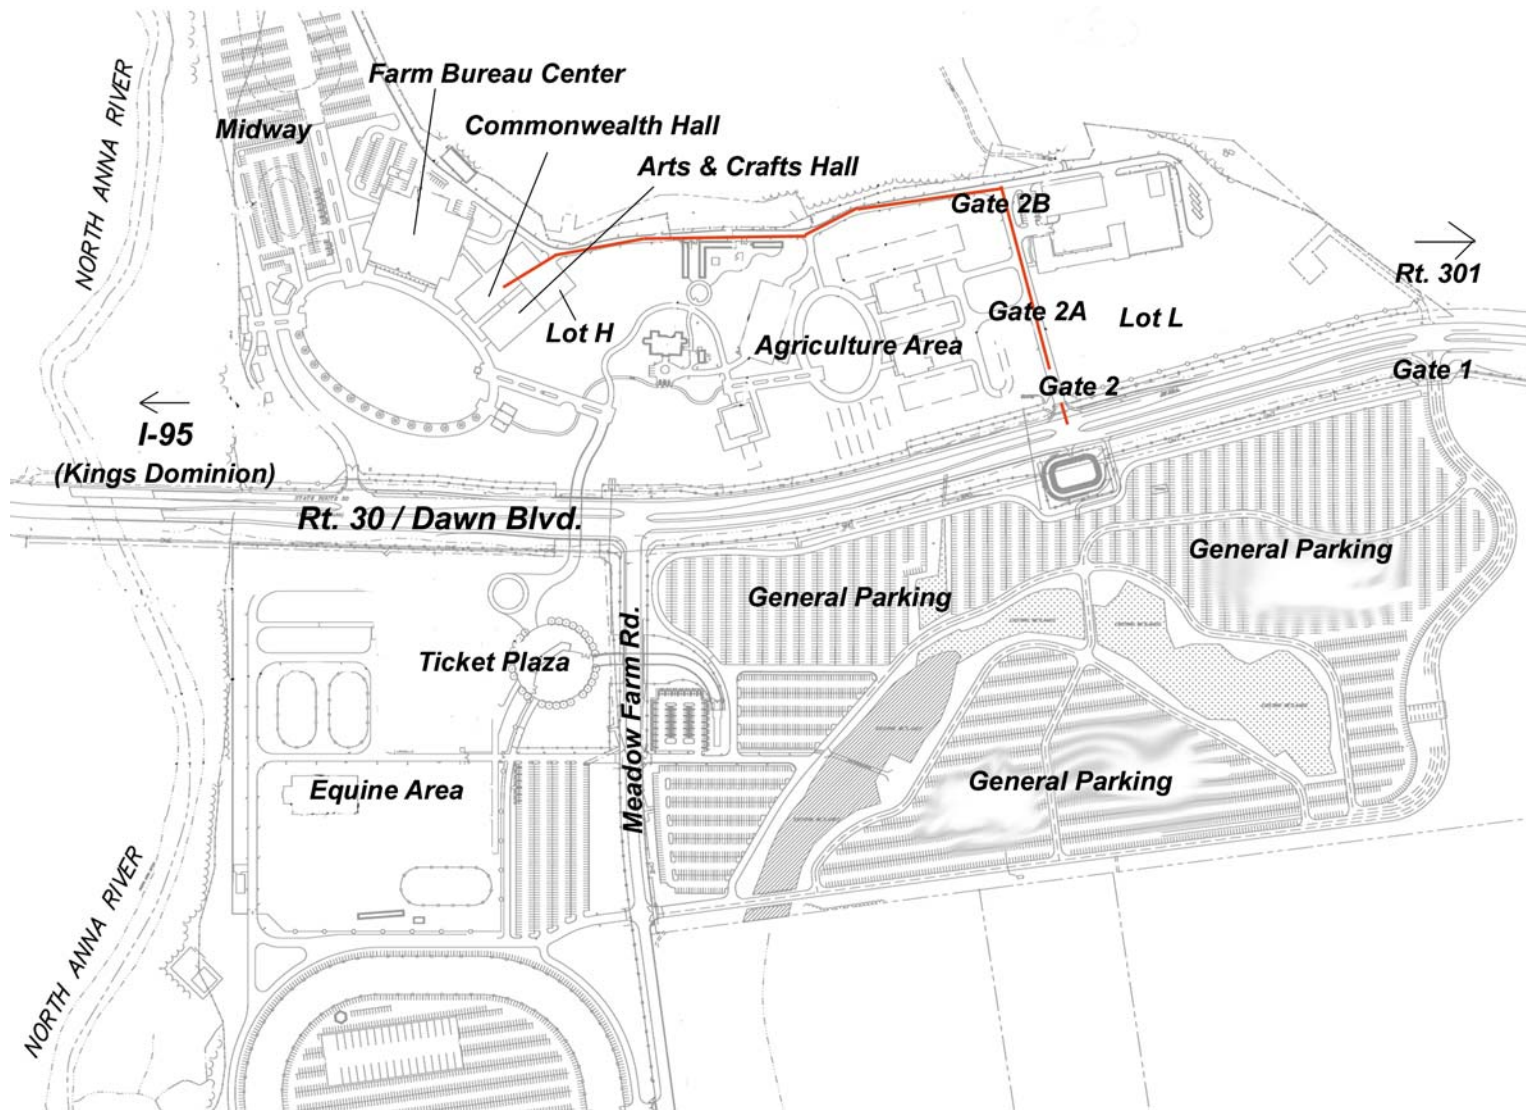 Farm Bureau Center
Commonwealth Hall
Midway
Arts & Crafts Hall
NORTH ANNA RIVER
Gate 2B
Rt. 301
Gate 2A
Lot L
Lot H
Agriculture Area
Gate 1
Gate 2
I-95
(Kings Dominion)
Rt. 30 / Dawn Blvd.
General Parking
General Parking
Ticket Plaza
Meadow Farm Rd.
General Parking
Equine Area
NORTH ANNA RIVER